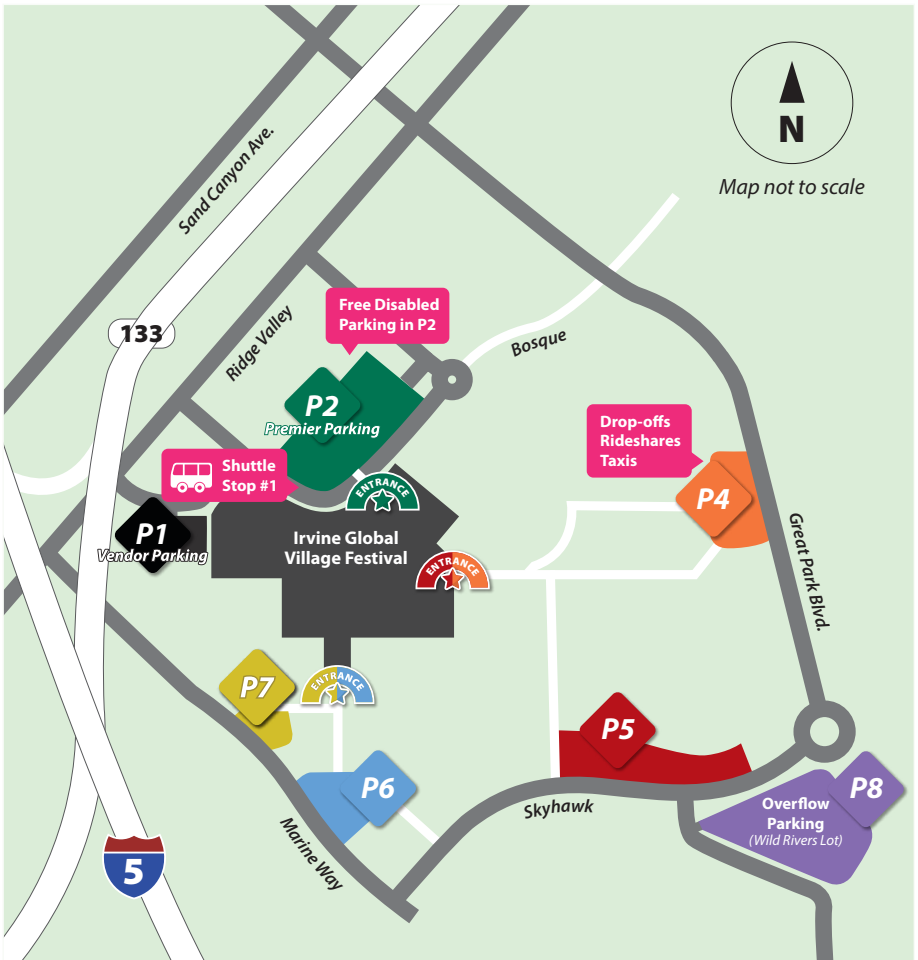 N
Map not to scale
Sand Canyon Ave.
133
Ridge Valley
Free Disabled
Parking in P2
Bosque
P2
Premier Parking
Drop-offs
Rideshares
Taxis
Shuttle
Stop #1
P4
ENTRANCE
P1
Vendor Parking
Irvine Global
Village Festival
ENTRANCE
Great Park Blvd.
P7
ENTRANCE
P5
P6
P8
Overflow
Parking
(Wild Rivers Lot)
Skyhawk
Marine Way
5